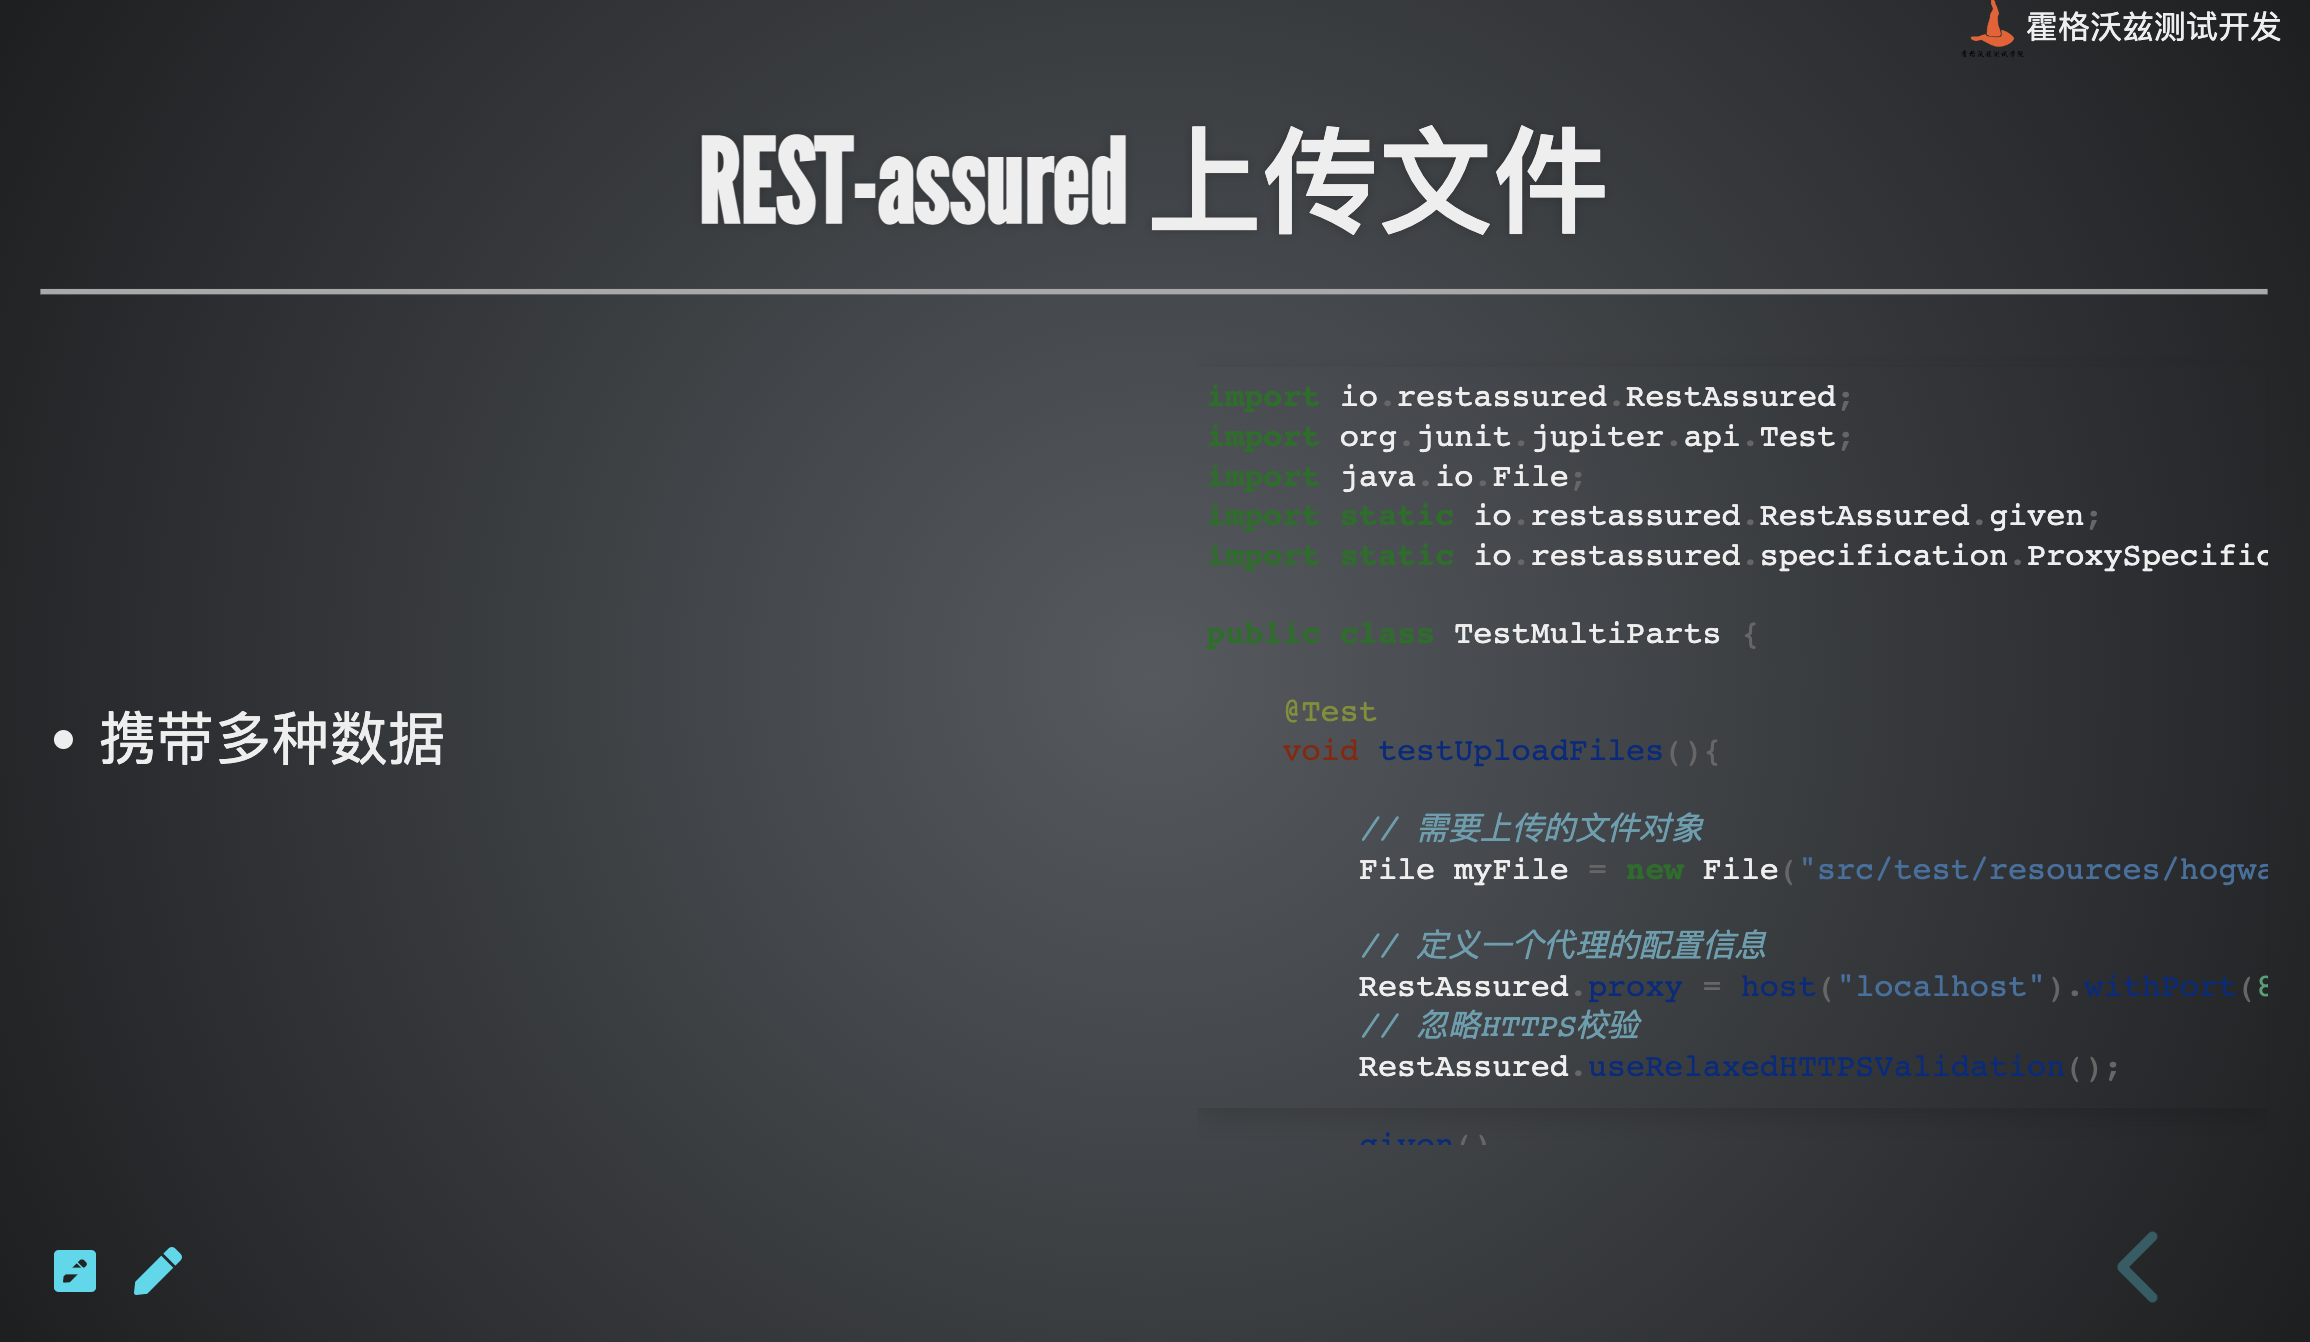 霍格沃兹测试开发
REST-assured 上传文件
• 携带多种数据
import io.restassured.RestAssured;
import org.junit.jupiter.api.Test;
import java.io.File;
import static io.restassured.RestAssured.given;
import static io.restassured.specification.ProxySpecific
public class TestMultiParts {
@Test
void testUploadFiles(){
// 需要上传的文件对象
File myFile = new File("src/test/resources/hogwa
// 定义一个代理的配置信息
RestAssured.proxy = host("localhost").withPort(8
// 忽略HTTPS校验
RestAssured.useRelaxedHTTPSValidation();
given()